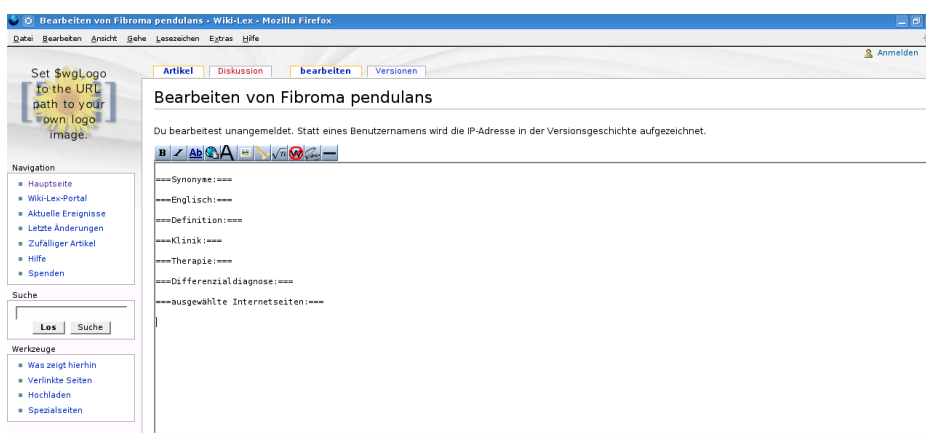 Bearbeiten von Fibroma pendulans - Wiki-Lex - Mozilla Firefox
Datei Bearbeiten Ansicht Gehe Lesezeichen Extras Hilfe
Anmelden
Set $wgLogo
to the URL
path to your
own logo
image.
Artikel Diskussion bearbeiten Versionen
Bearbeiten von Fibroma pendulans
Du bearbeitest unangemeldet. Statt eines Benutzernamens wird die IP-Adresse in der Versionsgeschichte aufgezeichnet.
B I Ab A √n W
===Synonyme:===
===Englisch:===
===Definition:===
===Klinik:===
===Therapie:===
===Differenzialdiagnose:===
===ausgewählte Internetseiten:===
Navigation
Hauptseite
Wiki-Lex-Portal
Aktuelle Ereignisse
Letzte Änderungen
Zufälliger Artikel
Hilfe
Spenden
Suche
Los Suche
Werkzeuge
Was zeigt hierhin
Verlinkte Seiten
Hochladen
Spezialseiten